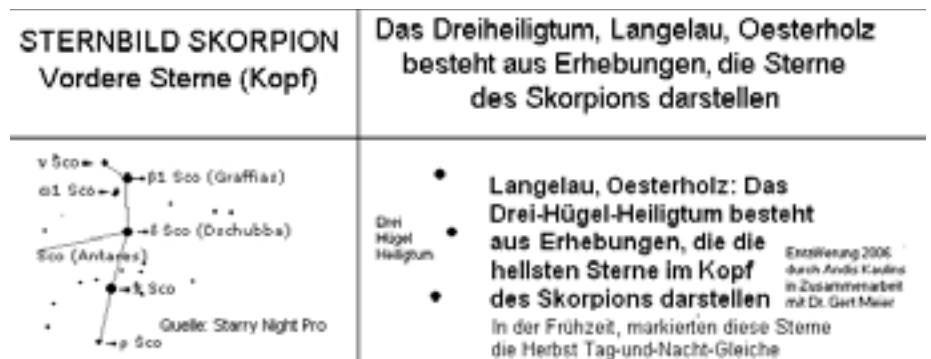 STERNBILD SKORPION
Vordere Sterne (Kopf)
Das Dreiheiligtum, Langelau, Oesterholz
besteht aus Erhebungen, die Sterne
des Skorpions darstellen
ν Sco
β1 Sco (Graffias)
ω1 Sco
δ Sco (Dschubba)
Sco (Antares)
Sco
ρ Sco
Quelle: Starry Night Pro
Drei
Hügel
Heiligtum
Langelau, Oesterholz: Das
Drei-Hügel-Heiligtum besteht
aus Erhebungen, die die
hellsten Sterne im Kopf
des Skorpions darstellen
Entzifferung 2006
durch Andis Kaulins
in Zusammenarbeit
mit Dr. Gert Meier
In der Frühzeit, markierten diese Sterne
die Herbst Tag-und-Nacht-Gleiche